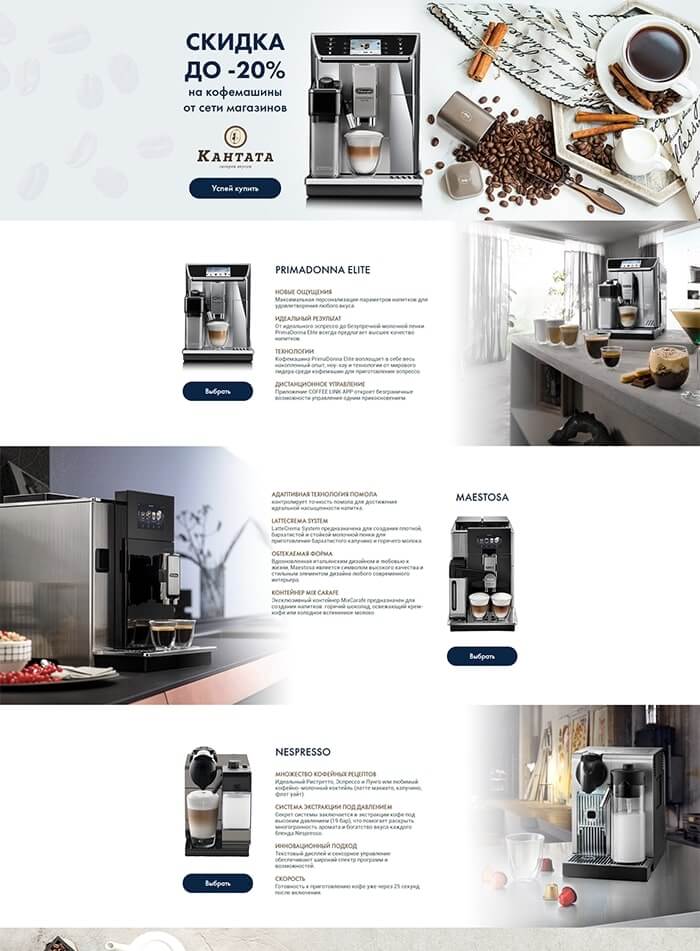 СКИДКА
ДО -20%
на кофемашины
от сети магазинов
КАНТАТА
галерея вкусов
Успей купить
PRIMADONNA ELITE
НОВЫЕ ОЩУЩЕНИЯ
Максимальная персонализация параметров напитков для
удовлетворения любого вкуса.
ИДЕАЛЬНЫЙ РЕЗУЛЬТАТ
От идеального эспрессо до безупречной молочной пенки
PrimaDonna Elite всегда предлагает высшее качество
напитков.
ТЕХНОЛОГИИ
Кофемашина PrimaDonna Elite воплощает в себе весь
накопленный опыт, ноу-хау и технологии от мирового
лидера среди кофемашин для приготовления эспрессо.
ДИСТАНЦИОННОЕ УПРАВЛЕНИЕ
Приложение COFFEE LINK APP откроет безграничные
возможности управления одним прикосновением.
Выбрать
АДАПТИВНАЯ ТЕХНОЛОГИЯ ПОМОЛА
контролирует точность помола для достижения
идеальной насыщенности напитка.
LATTECREMA SYSTEM
LatteCrema System предназначена для создания плотной,
бархатистой и стойкой молочной пенки для
приготовления бархатистого капучино и горячего молока.
ОБТЕКАЕМАЯ ФОРМА
Вдохновленная итальянским дизайном и любовью к
жизни, Maestosa является символом высокого качества и
стильным элементом дизайна любого современного
интерьера.
КОНТЕЙНЕР MIX CARAFE
Эксклюзивный контейнер MixCarafe предназначен для
создания напитков: горячий шоколад, освежающий крем-
кофе или холодное вспененное молоко
MAESTOSA
Выбрать
NESPRESSO
МНОЖЕСТВО КОФЕЙНЫХ РЕЦЕПТОВ
Идеальный Ристретто, Эспрессо и Лунго или любимый
кофейно-молочный коктейль (латте макиато, капучино,
флэт уайт)
СИСТЕМА ЭКСТРАКЦИИ ПОД ДАВЛЕНИЕМ
Секрет системы заключается в экстракции кофе под
высоким давлением (19 бар), что помогает раскрыть
многогранность аромата и богатство вкуса каждого
бленда Nespresso.
ИННОВАЦИОННЫЙ ПОДХОД
Текстовый дисплей и сенсорное управление
обеспечивают широкий спектр программ и
возможностей.
СКОРОСТЬ
Готовность к приготовлению кофе уже через 25 секунд
после включения.
Выбрать